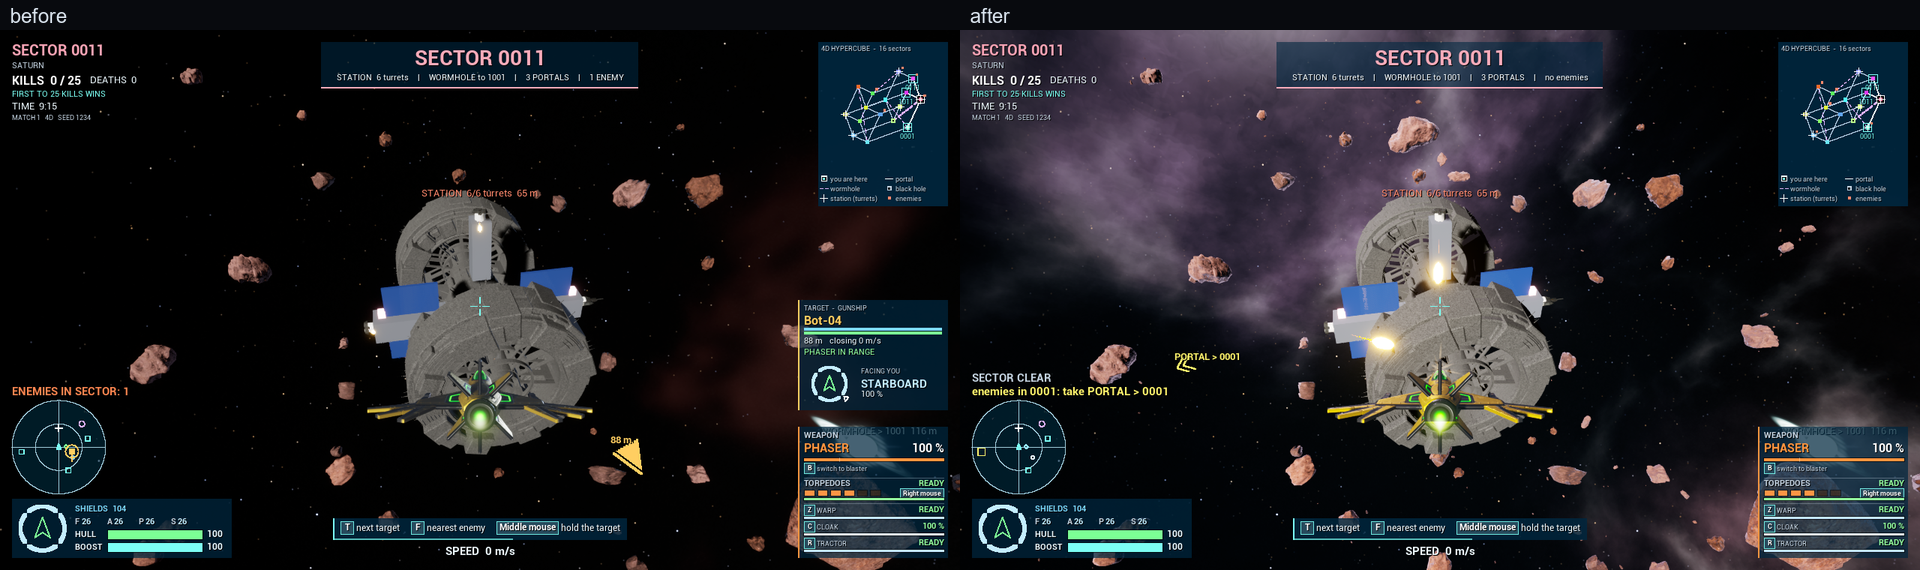 before
SECTOR 0011
SATURN
KILLS 0 / 25 DEATHS 0
FIRST TO 25 KILLS WINS
TIME 9:15
MATCH 1 4D SEED 1234
SECTOR 0011
STATION 6 turrets | WORMHOLE to 1001 | 3 PORTALS | 1 ENEMY
4D HYPERCUBE - 16 sectors
1011
0001
you are here
portal
wormhole
black hole
station (turrets)
enemies
STATION 6/6 turrets 65 m
TARGET - GUNSHIP
Bot-04
88 m closing 0 m/s
PHASER IN RANGE
FACING YOU
STARBOARD
100 %
ENEMIES IN SECTOR: 1
88 m
WORMHOLE > 1001 116 m
WEAPON
PHASER 100 %
B switch to blaster
TORPEDOES READY
Right mouse
Z WARP READY
C CLOAK 100 %
R TRACTOR READY
SHIELDS 104
F 26 A 26 P 26 S 26
HULL 100
BOOST 100
T next target F nearest enemy Middle mouse hold the target
SPEED 0 m/s
after
SECTOR 0011
SATURN
KILLS 0 / 25 DEATHS 0
FIRST TO 25 KILLS WINS
TIME 9:15
MATCH 1 4D SEED 1234
SECTOR 0011
STATION 6 turrets | WORMHOLE to 1001 | 3 PORTALS | no enemies
4D HYPERCUBE - 16 sectors
1011
0001
you are here
portal
wormhole
black hole
station (turrets)
enemies
STATION 6/6 turrets 65 m
PORTAL > 0001
SECTOR CLEAR
enemies in 0001: take PORTAL > 0001
WORMHOLE > 1001 116 m
WEAPON
PHASER 100 %
B switch to blaster
TORPEDOES READY
Right mouse
Z WARP READY
C CLOAK 100 %
R TRACTOR READY
SHIELDS 104
F 26 A 26 P 26 S 26
HULL 100
BOOST 100
T next target F nearest enemy Middle mouse hold the target
SPEED 0 m/s